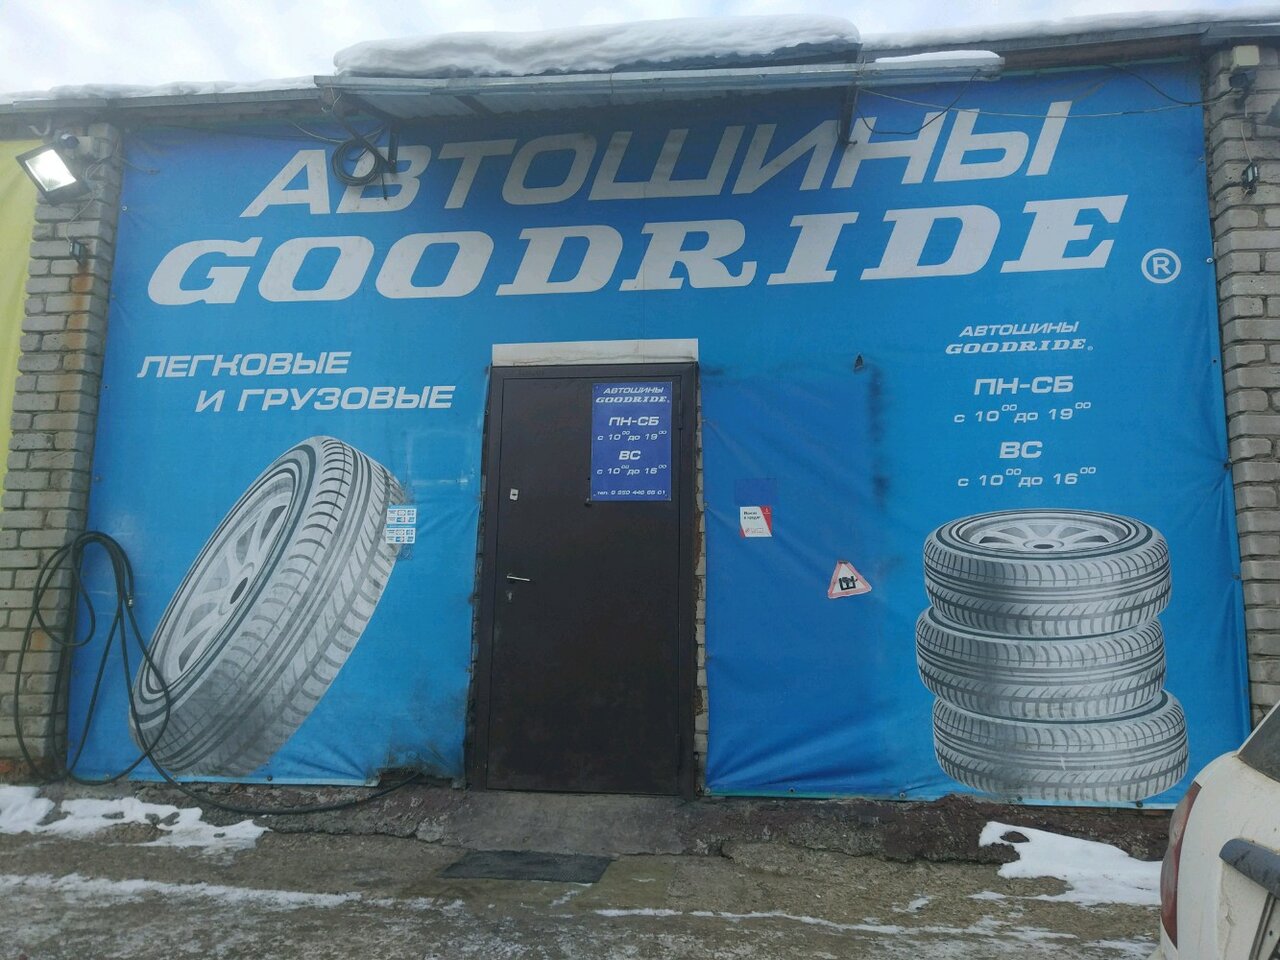 АВТОШИНЫ
GOODRIDE®
ЛЕГКОВЫЕ
И ГРУЗОВЫЕ
АВТОШИНЫ
GOODRIDE®
ПН-СБ
с 10⁰⁰ до 19⁰⁰
ВС
с 10⁰⁰ до 16⁰⁰
АВТОШИНЫ
GOODRIDE®
ПН-СБ
с 10⁰⁰ до 19⁰⁰
ВС
с 10⁰⁰ до 16⁰⁰